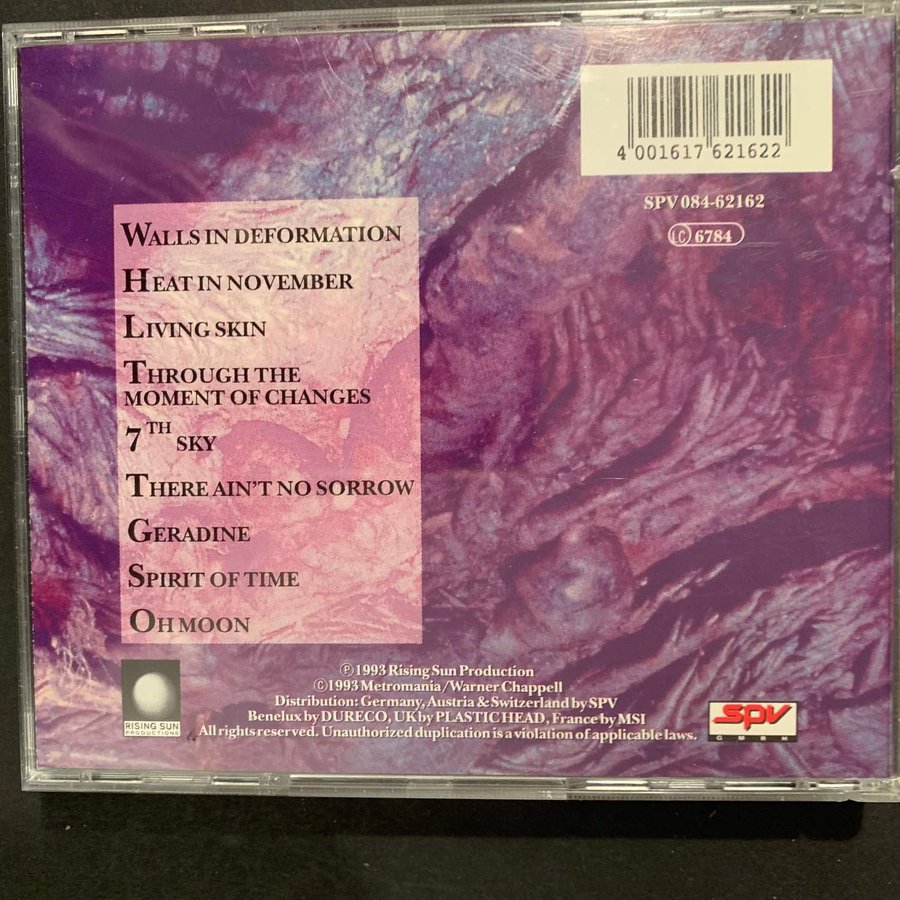 4 001617 621622
SPV 084-62162
LC 6784
WALLS IN DEFORMATION
HEAT IN NOVEMBER
LIVING SKIN
THROUGH THE
MOMENT OF CHANGES
7TH SKY
THERE AIN'T NO SORROW
GERADINE
SPIRIT OF TIME
OH MOON
Ⓟ1993 Rising Sun Production
©1993 Metromania/Warner Chappell
Distribution: Germany, Austria & Switzerland by SPV
Benelux by DURECO, UK by PLASTIC HEAD, France by MSI
All rights reserved. Unauthorized duplication is a violation of applicable laws.
RISING SUN
PRODUCTIONS
SPV
GMBH